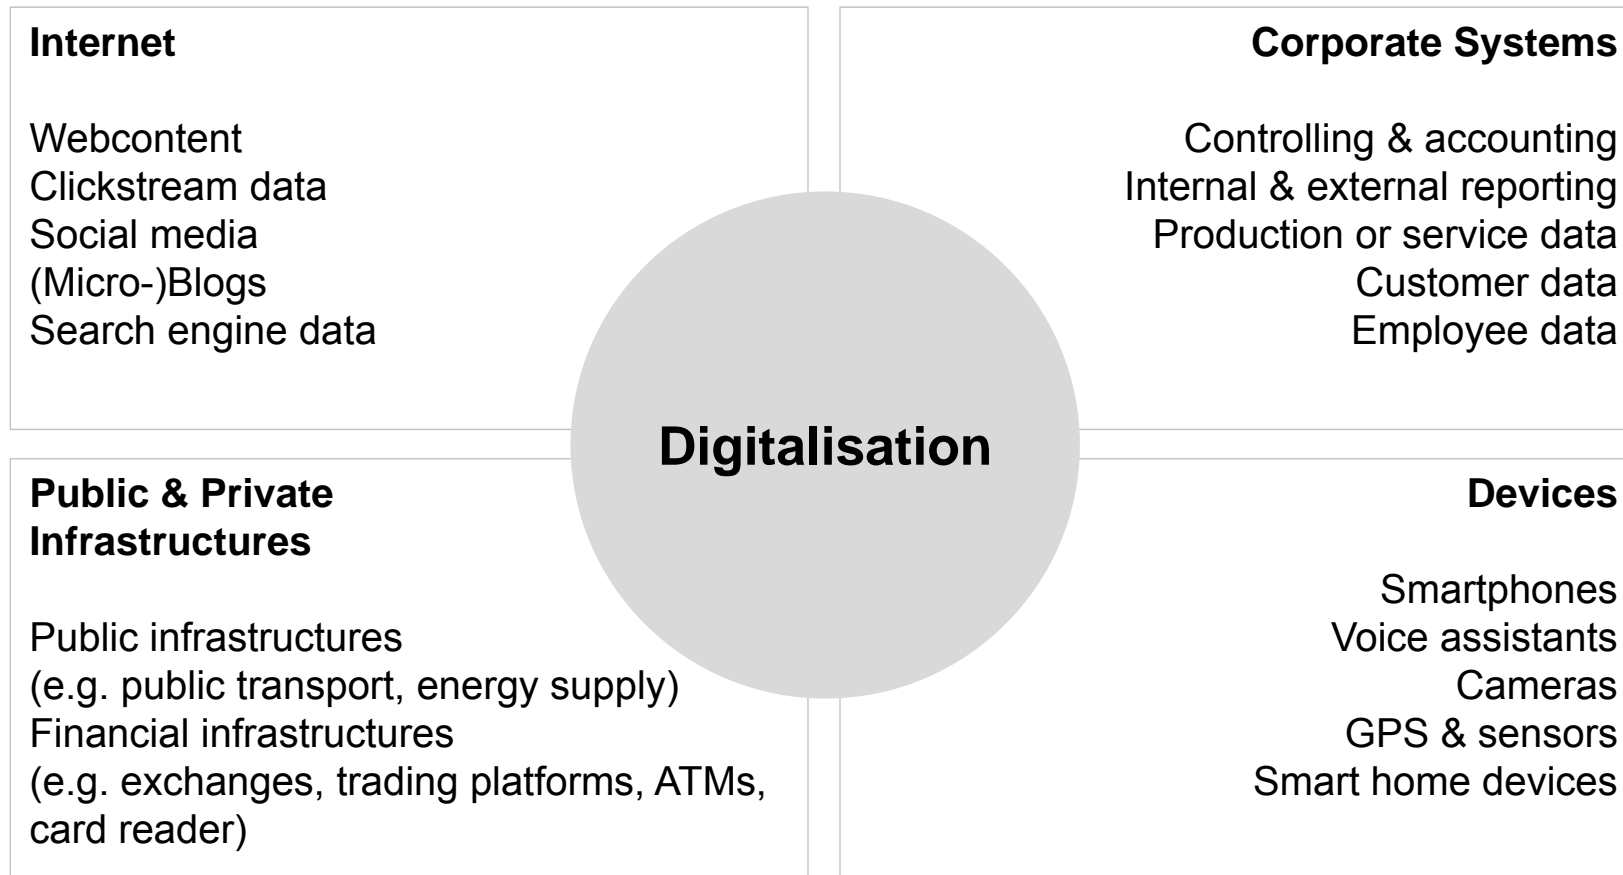 Internet
Webcontent
Clickstream data
Social media
(Micro-)Blogs
Search engine data
Corporate Systems
Controlling & accounting
Internal & external reporting
Production or service data
Customer data
Employee data
Digitalisation
Public & Private
Infrastructures
Public infrastructures
(e.g. public transport, energy supply)
Financial infrastructures
(e.g. exchanges, trading platforms, ATMs,
card reader)
Devices
Smartphones
Voice assistants
Cameras
GPS & sensors
Smart home devices